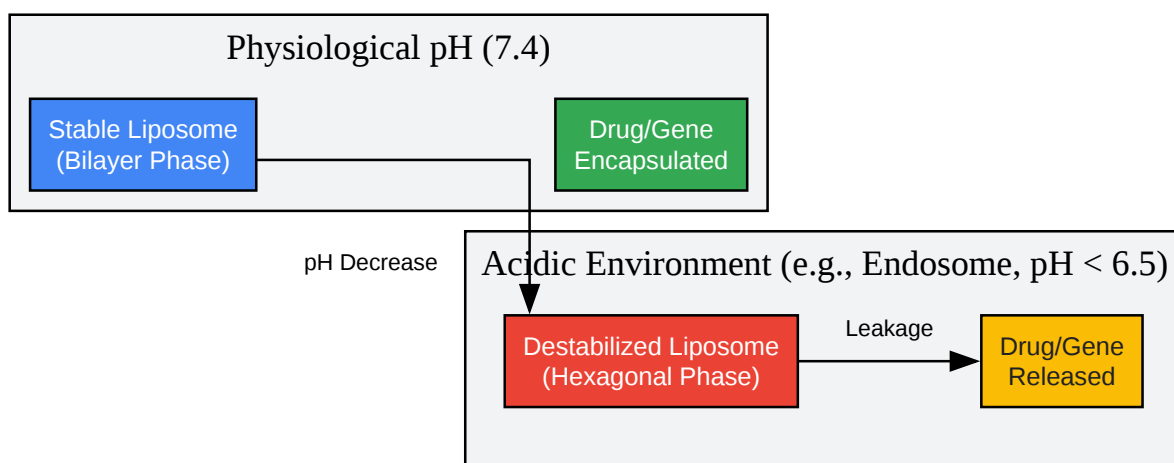 Physiological pH (7.4)
Stable Liposome
(Bilayer Phase)
Drug/Gene
Encapsulated
pH Decrease
Acidic Environment (e.g., Endosome, pH < 6.5)
Destabilized Liposome
(Hexagonal Phase)
Leakage
Drug/Gene
Released